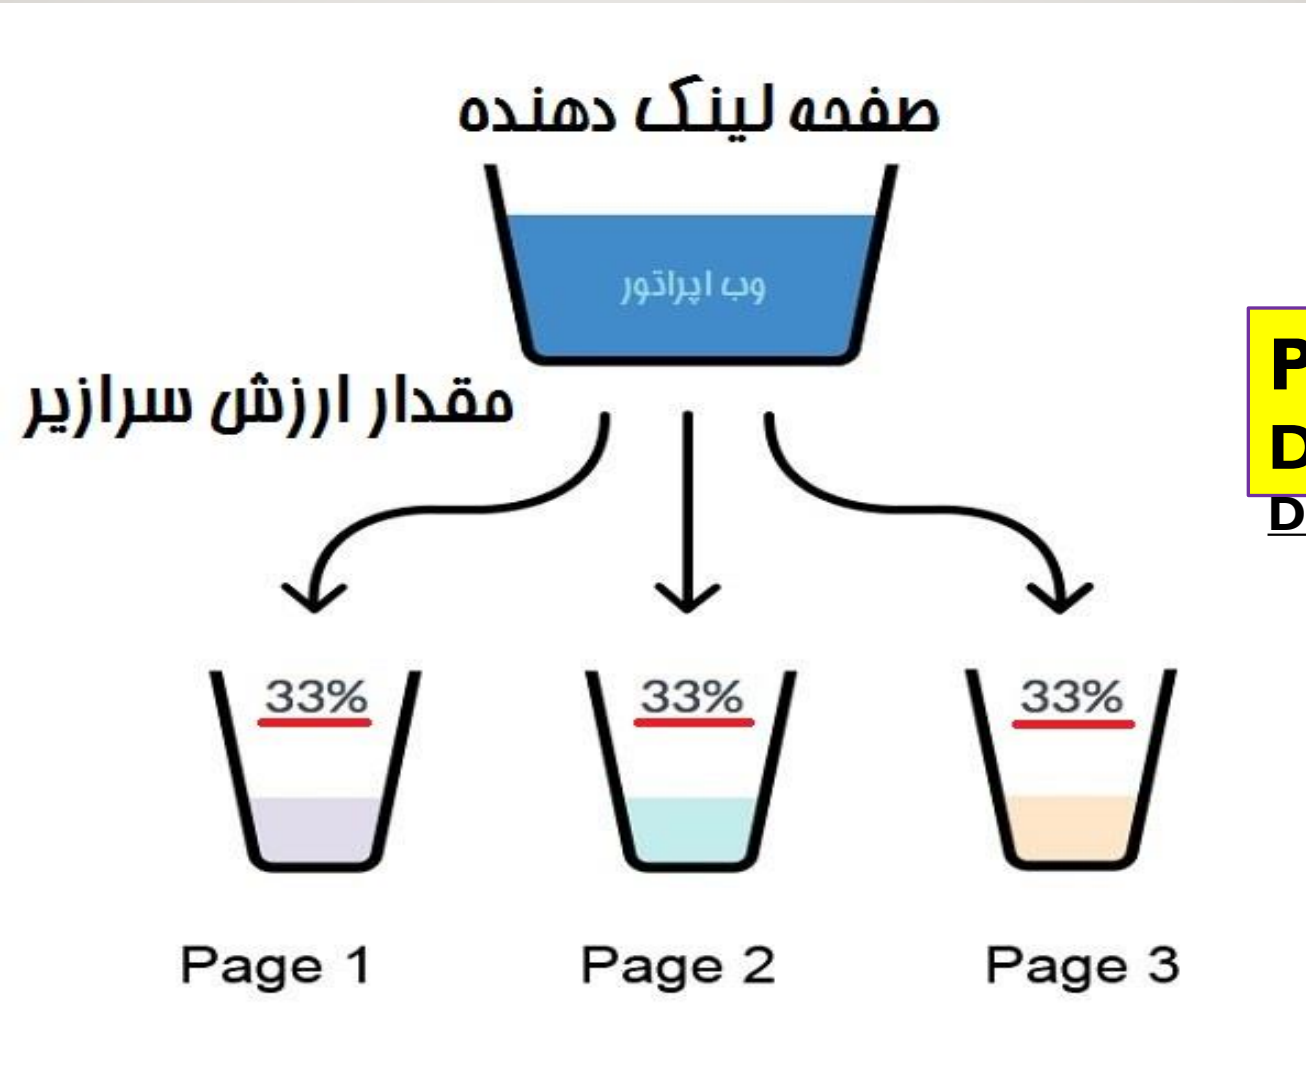 صفحه لینک دهنده
وب اپراتور
مقدار ارزش سرازیر
P
D
D
33% 33% 33%
Page 1 Page 2 Page 3